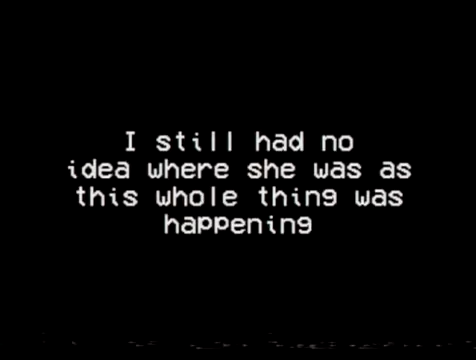 I still had no
idea where she was as
this whole thing was
happening